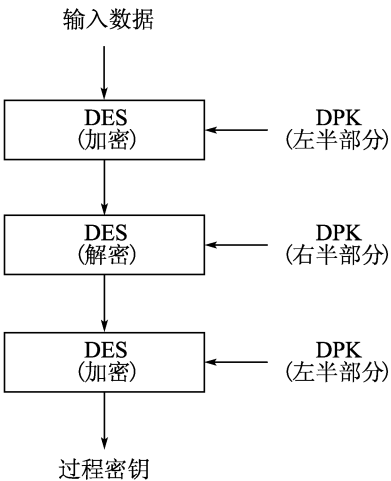 输入数据
DES
(加密)
DPK
(左半部分)
DES
(解密)
DPK
(右半部分)
DES
(加密)
DPK
(左半部分)
过程密钥